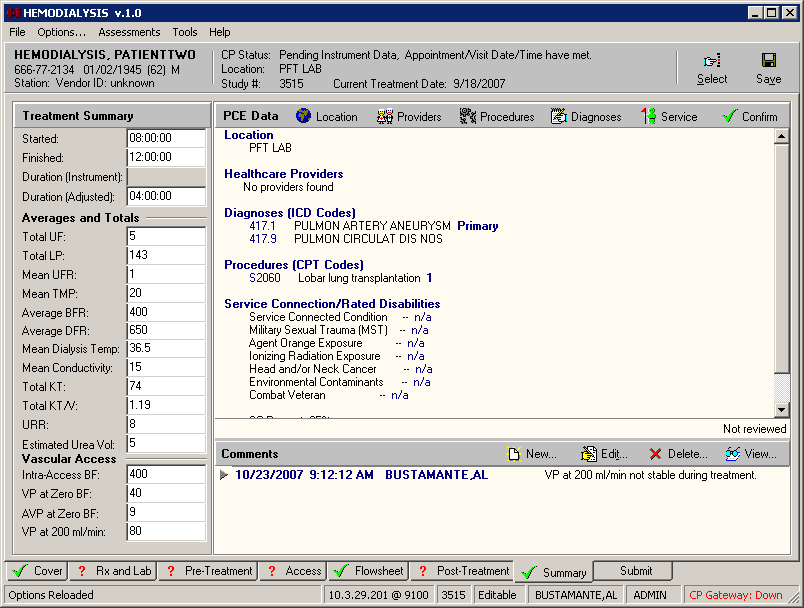 HEMODIALYSIS v.1.0
File Options... Assessments Tools Help
HEMODIALYSIS, PATIENTTWO
666-77-2134 01/02/1945 (62) M
Station: Vendor ID: unknown
CP Status: Pending Instrument Data, Appointment/Visit Date/Time have met.
Location: PFT LAB
Study #: 3515 Current Treatment Date: 9/18/2007
Select Save
Treatment Summary
Started: 08:00:00
Finished: 12:00:00
Duration (Instrument):
Duration (Adjusted): 04:00:00
Averages and Totals
Total UF: 5
Total LP: 143
Mean UFR: 1
Mean TMP: 20
Average BFR: 400
Average DFR: 650
Mean Dialysis Temp: 36.5
Mean Conductivity: 15
Total KT: 74
Total KT/V: 1.19
URR: 8
Estimated Urea Vol: 5
Vascular Access
Intra-Access BF: 400
VP at Zero BF: 40
AVP at Zero BF: 9
VP at 200 ml/min: 80
PCE Data Location Providers Procedures Diagnoses Service Confirm
Location
PFT LAB
Healthcare Providers
No providers found
Diagnoses (ICD Codes)
417.1 PULMON ARTERY ANEURYSM Primary
417.9 PULMON CIRCULAT DIS NOS
Procedures (CPT Codes)
S2060 Lobar lung transplantation 1
Service Connection/Rated Disabilities
Service Connected Condition -- n/a
Military Sexual Trauma (MST) -- n/a
Agent Orange Exposure -- n/a
Ionizing Radiation Exposure -- n/a
Head and/or Neck Cancer -- n/a
Environmental Contaminants -- n/a
Combat Veteran -- n/a
Not reviewed
Comments New... Edit... Delete... View...
10/23/2007 9:12:12 AM BUSTAMANTE,AL VP at 200 ml/min not stable during treatment.
Cover ? Rx and Lab ? Pre-Treatment ? Access Flowsheet ? Post-Treatment Summary Submit
Options Reloaded 10.3.29.201 @ 9100 3515 Editable BUSTAMANTE,AL ADMIN CP Gateway: Down